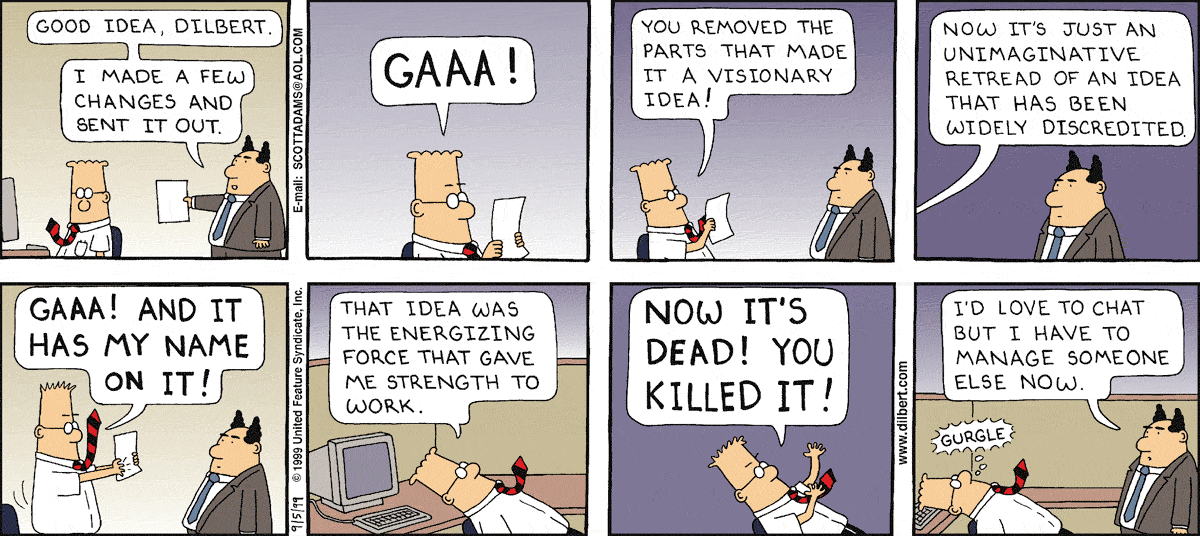 GOOD IDEA, DILBERT.
I MADE A FEW
CHANGES AND
SENT IT OUT.
E-mail: SCOTTADAMS@AOL.COM
GAAA!
YOU REMOVED THE
PARTS THAT MADE
IT A VISIONARY
IDEA!
NOW IT'S JUST AN
UNIMAGINATIVE
RETREAD OF AN IDEA
THAT HAS BEEN
WIDELY DISCREDITED.
GAAA! AND IT
HAS MY NAME
ON IT!
9/5/99 © 1999 United Feature Syndicate, Inc.
THAT IDEA WAS
THE ENERGIZING
FORCE THAT GAVE
ME STRENGTH TO
WORK.
NOW IT'S
DEAD! YOU
KILLED IT!
www.dilbert.com
I'D LOVE TO CHAT
BUT I HAVE TO
MANAGE SOMEONE
ELSE NOW.
GURGLE